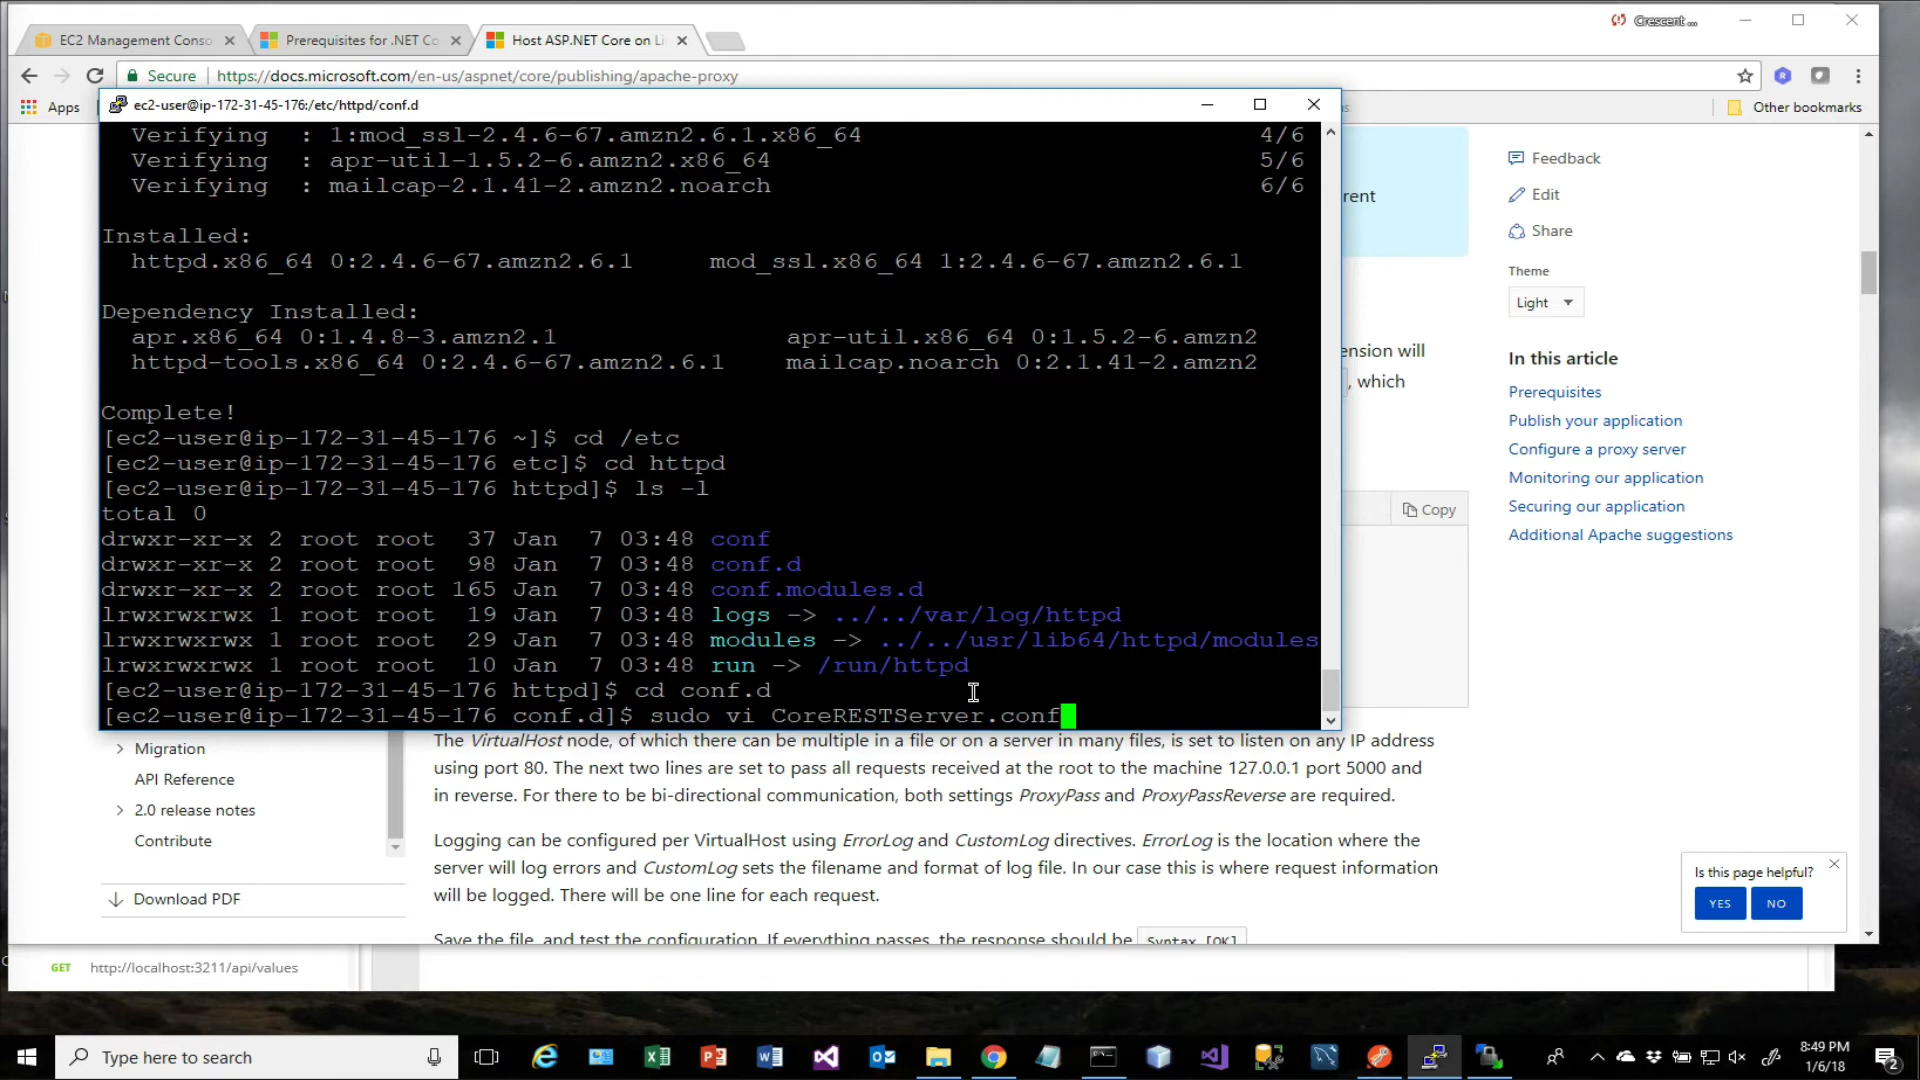 EC2 Management Conso
Prerequisites for .NET Co
Host ASP.NET Core on Li
Crescent ...
Secure
https://docs.microsoft.com/en-us/aspnet/core/publishing/apache-proxy
Apps
Other bookmarks
ec2-user@ip-172-31-45-176:/etc/httpd/conf.d
Verifying : 1:mod_ssl-2.4.6-67.amzn2.6.1.x86_64 4/6
Verifying : apr-util-1.5.2-6.amzn2.x86_64 5/6
Verifying : mailcap-2.1.41-2.amzn2.noarch 6/6
Installed:
httpd.x86_64 0:2.4.6-67.amzn2.6.1 mod_ssl.x86_64 1:2.4.6-67.amzn2.6.1
Dependency Installed:
apr.x86_64 0:1.4.8-3.amzn2.1 apr-util.x86_64 0:1.5.2-6.amzn2
httpd-tools.x86_64 0:2.4.6-67.amzn2.6.1 mailcap.noarch 0:2.1.41-2.amzn2
Complete!
[ec2-user@ip-172-31-45-176 ~]$ cd /etc
[ec2-user@ip-172-31-45-176 etc]$ cd httpd
[ec2-user@ip-172-31-45-176 httpd]$ ls -l
total 0
drwxr-xr-x 2 root root 37 Jan 7 03:48 conf
drwxr-xr-x 2 root root 98 Jan 7 03:48 conf.d
drwxr-xr-x 2 root root 165 Jan 7 03:48 conf.modules.d
lrwxrwxrwx 1 root root 19 Jan 7 03:48 logs -> ../../var/log/httpd
lrwxrwxrwx 1 root root 29 Jan 7 03:48 modules -> ../../usr/lib64/httpd/modules
lrwxrwxrwx 1 root root 10 Jan 7 03:48 run -> /run/httpd
[ec2-user@ip-172-31-45-176 httpd]$ cd conf.d
[ec2-user@ip-172-31-45-176 conf.d]$ sudo vi CoreRESTServer.conf
rent
ension will
, which
Copy
Feedback
Edit
Share
Theme
Light
In this article
Prerequisites
Publish your application
Configure a proxy server
Monitoring our application
Securing our application
Additional Apache suggestions
Migration
API Reference
2.0 release notes
Contribute
Download PDF
The VirtualHost node, of which there can be multiple in a file or on a server in many files, is set to listen on any IP address
using port 80. The next two lines are set to pass all requests received at the root to the machine 127.0.0.1 port 5000 and
in reverse. For there to be bi-directional communication, both settings ProxyPass and ProxyPassReverse are required.
Logging can be configured per VirtualHost using ErrorLog and CustomLog directives. ErrorLog is the location where the
server will log errors and CustomLog sets the filename and format of log file. In our case this is where request information
will be logged. There will be one line for each request.
Save the file, and test the configuration. If everything passes, the response should be Syntax [OK]
Is this page helpful?
YES NO
GET http://localhost:3211/api/values
Type here to search
8:49 PM
1/6/18
2